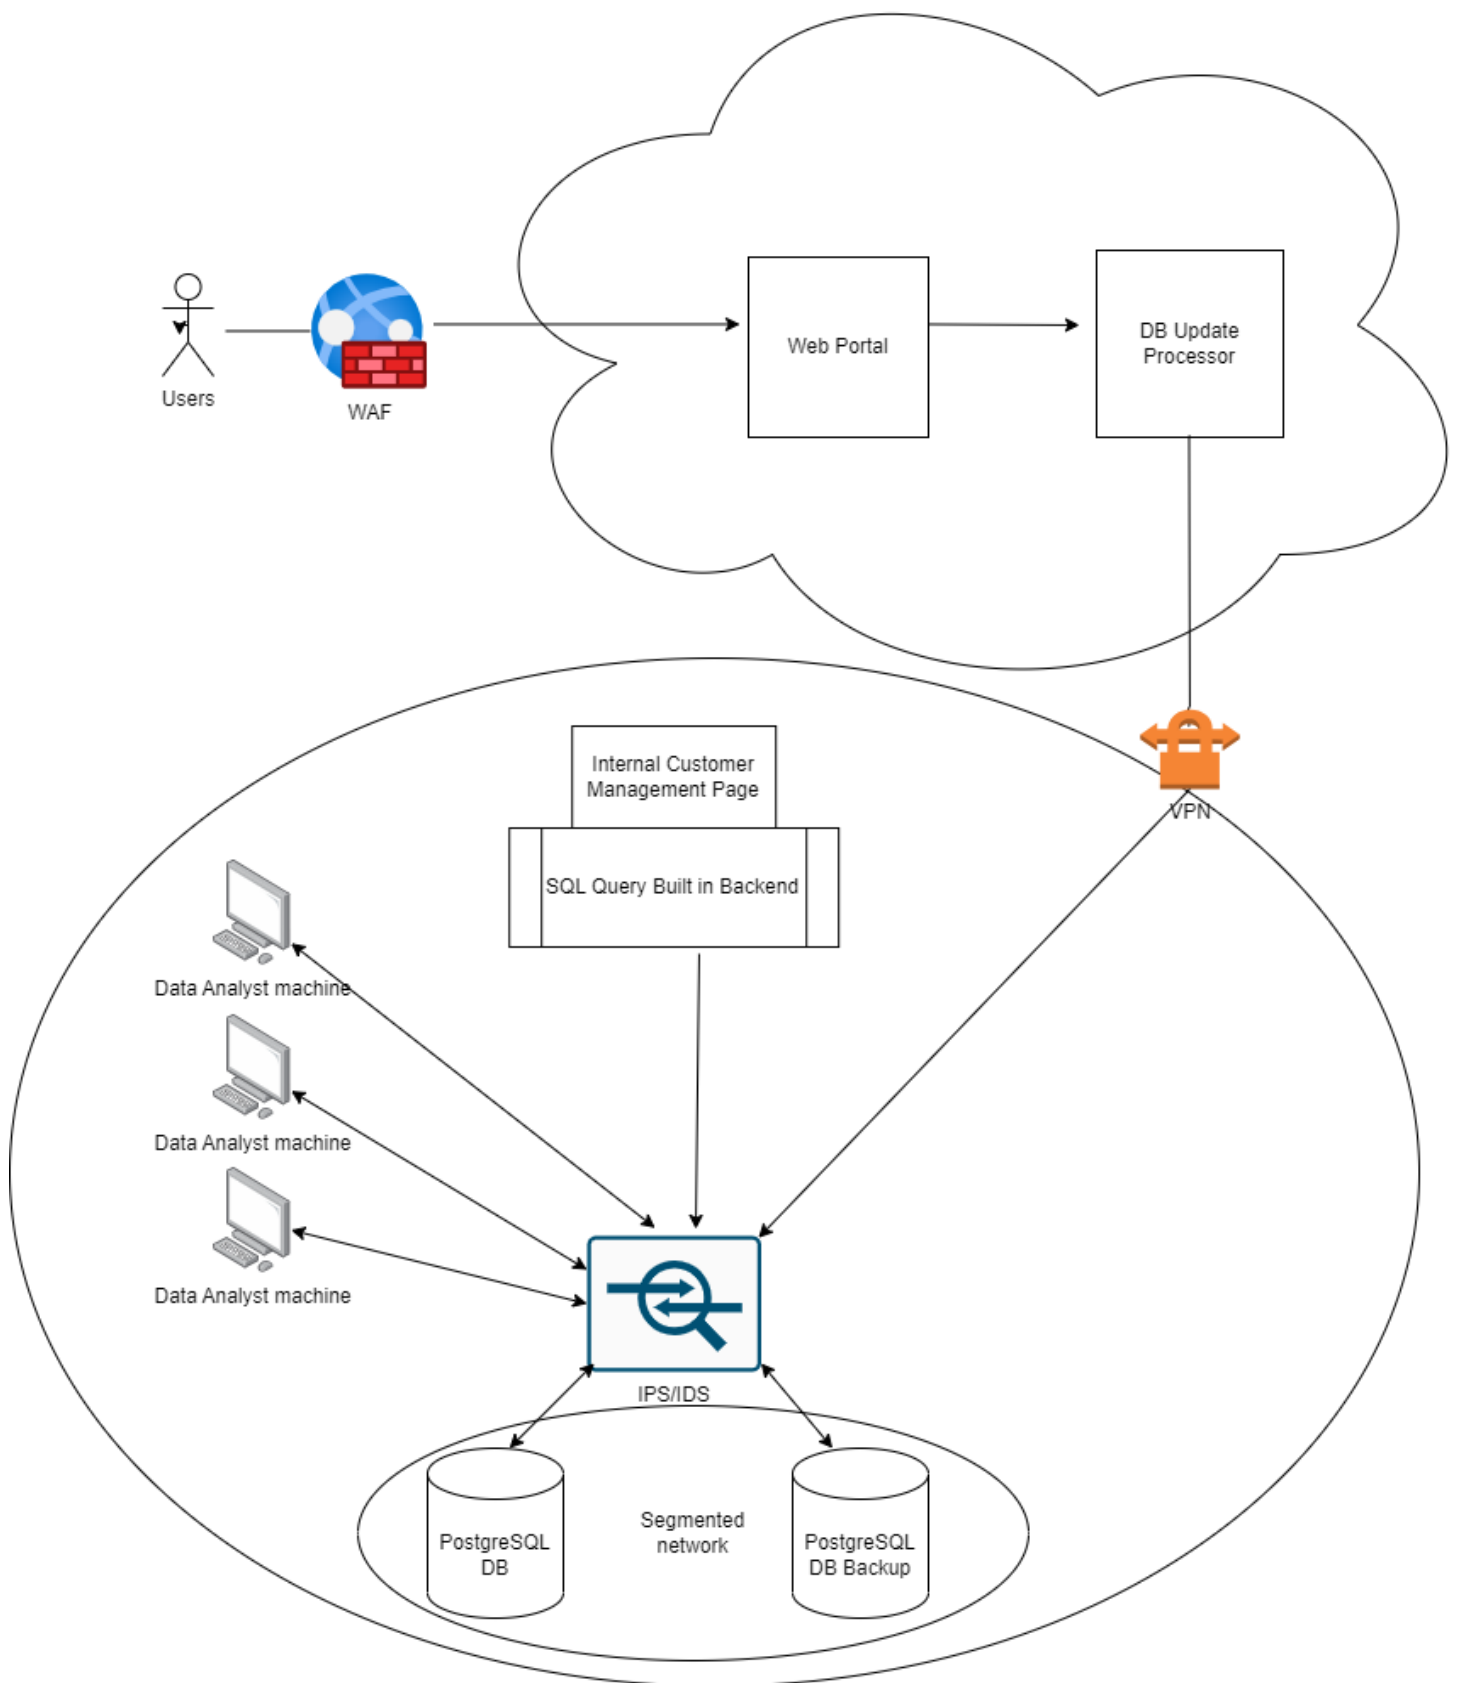 Web Portal
DB Update
Processor
Users
WAF
Internal Customer
Management Page
VPN
SQL Query Built in Backend
Data Analyst machine
Data Analyst machine
Data Analyst machine
IPS/IDS
Segmented
network
PostgreSQL
DB
PostgreSQL
DB Backup